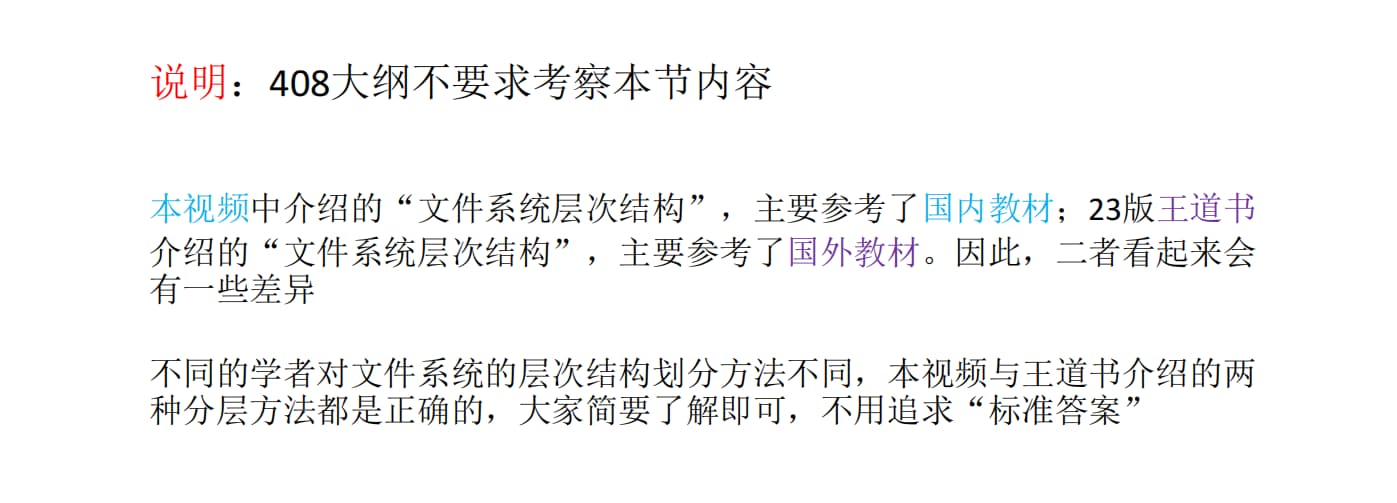 说明：408大纲不要求考察本节内容
本视频中介绍的“文件系统层次结构”，主要参考了国内教材；23版王道书
介绍的“文件系统层次结构”，主要参考了国外教材。因此，二者看起来会
有一些差异
不同的学者对文件系统的层次结构划分方法不同，本视频与王道书介绍的两
种分层方法都是正确的，大家简要了解即可，不用追求“标准答案”